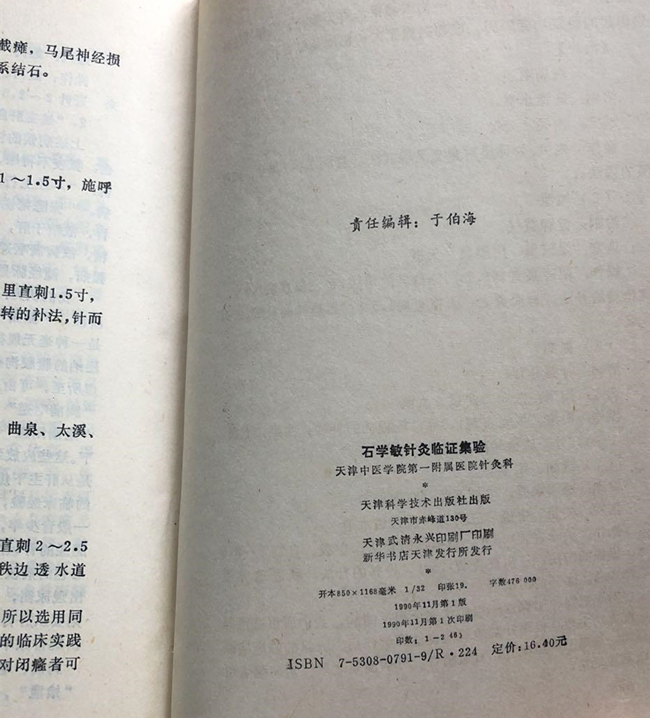 截瘫，马尾神经损
系结石。
1～1.5寸，施呼
里直刺1.5寸，
转的补法，针而
曲泉、太溪、
直刺2～2.5
秩边透水道
所以选用同
的临床实践
对闭癃者可
责任编辑：于伯海
石学敏针灸临证集验
天津中医学院第一附属医院针灸科
*
天津科学技术出版社出版
天津市赤峰道130号
天津武清永兴印刷厂印刷
新华书店天津发行所发行
*
开本850×1168毫米 1/32 印张19. 字数476 000
1990年11月第1版
1990年11月第1次印刷
印数：1－2 46)
ISBN 7-5308-0791-9/R·224 定价：16.40元